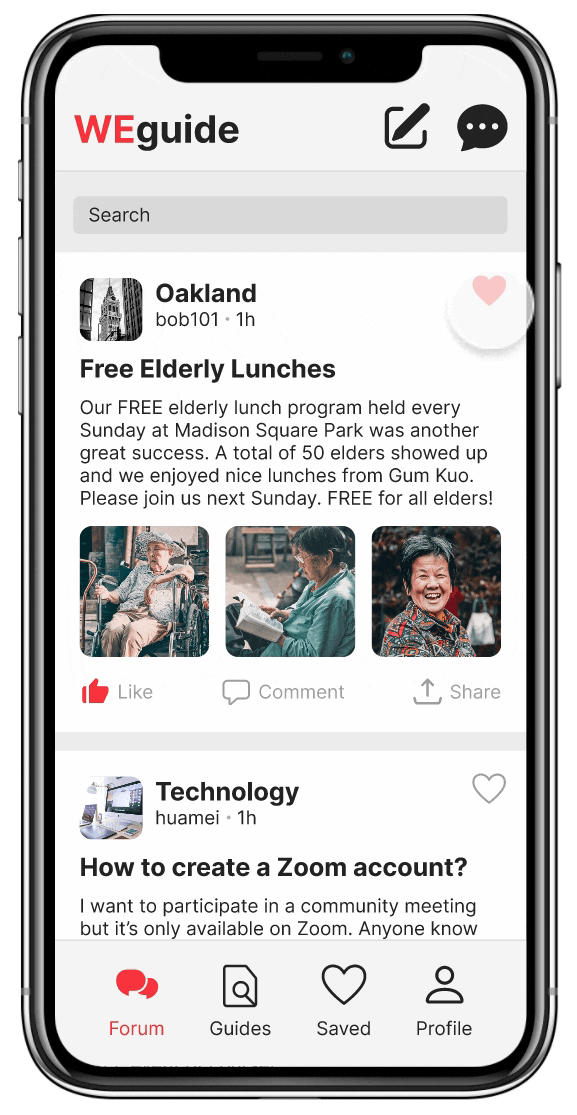 WEguide
Search
Oakland
bob101 • 1h
Free Elderly Lunches
Our FREE elderly lunch program held every
Sunday at Madison Square Park was another
great success. A total of 50 elders showed up
and we enjoyed nice lunches from Gum Kuo.
Please join us next Sunday. FREE for all elders!
Like Comment Share
Technology
huamei • 1h
How to create a Zoom account?
I want to participate in a community meeting
but it’s only available on Zoom. Anyone know
Forum Guides Saved Profile